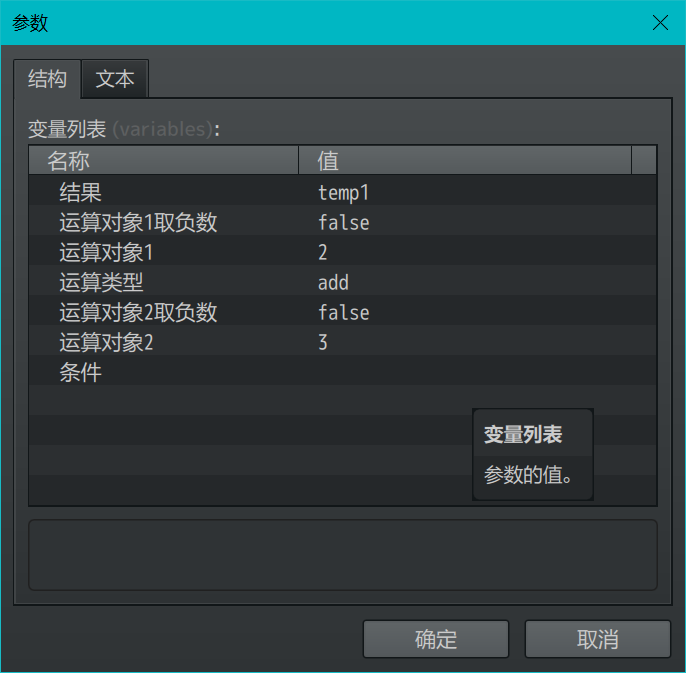 参数
结构 文本
变量列表 (variables):
名称 值
结果 temp1
运算对象1取负数 false
运算对象1 2
运算类型 add
运算对象2取负数 false
运算对象2 3
条件
变量列表
参数的值。
确定 取消